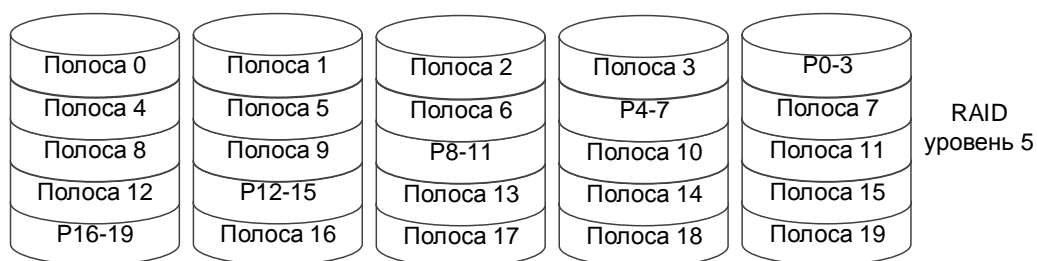 Полоса 0 Полоса 1 Полоса 2 Полоса 3 P0-3
Полоса 4 Полоса 5 Полоса 6 P4-7 Полоса 7
Полоса 8 Полоса 9 P8-11 Полоса 10 Полоса 11
Полоса 12 P12-15 Полоса 13 Полоса 14 Полоса 15
P16-19 Полоса 16 Полоса 17 Полоса 18 Полоса 19
RAID
уровень 5